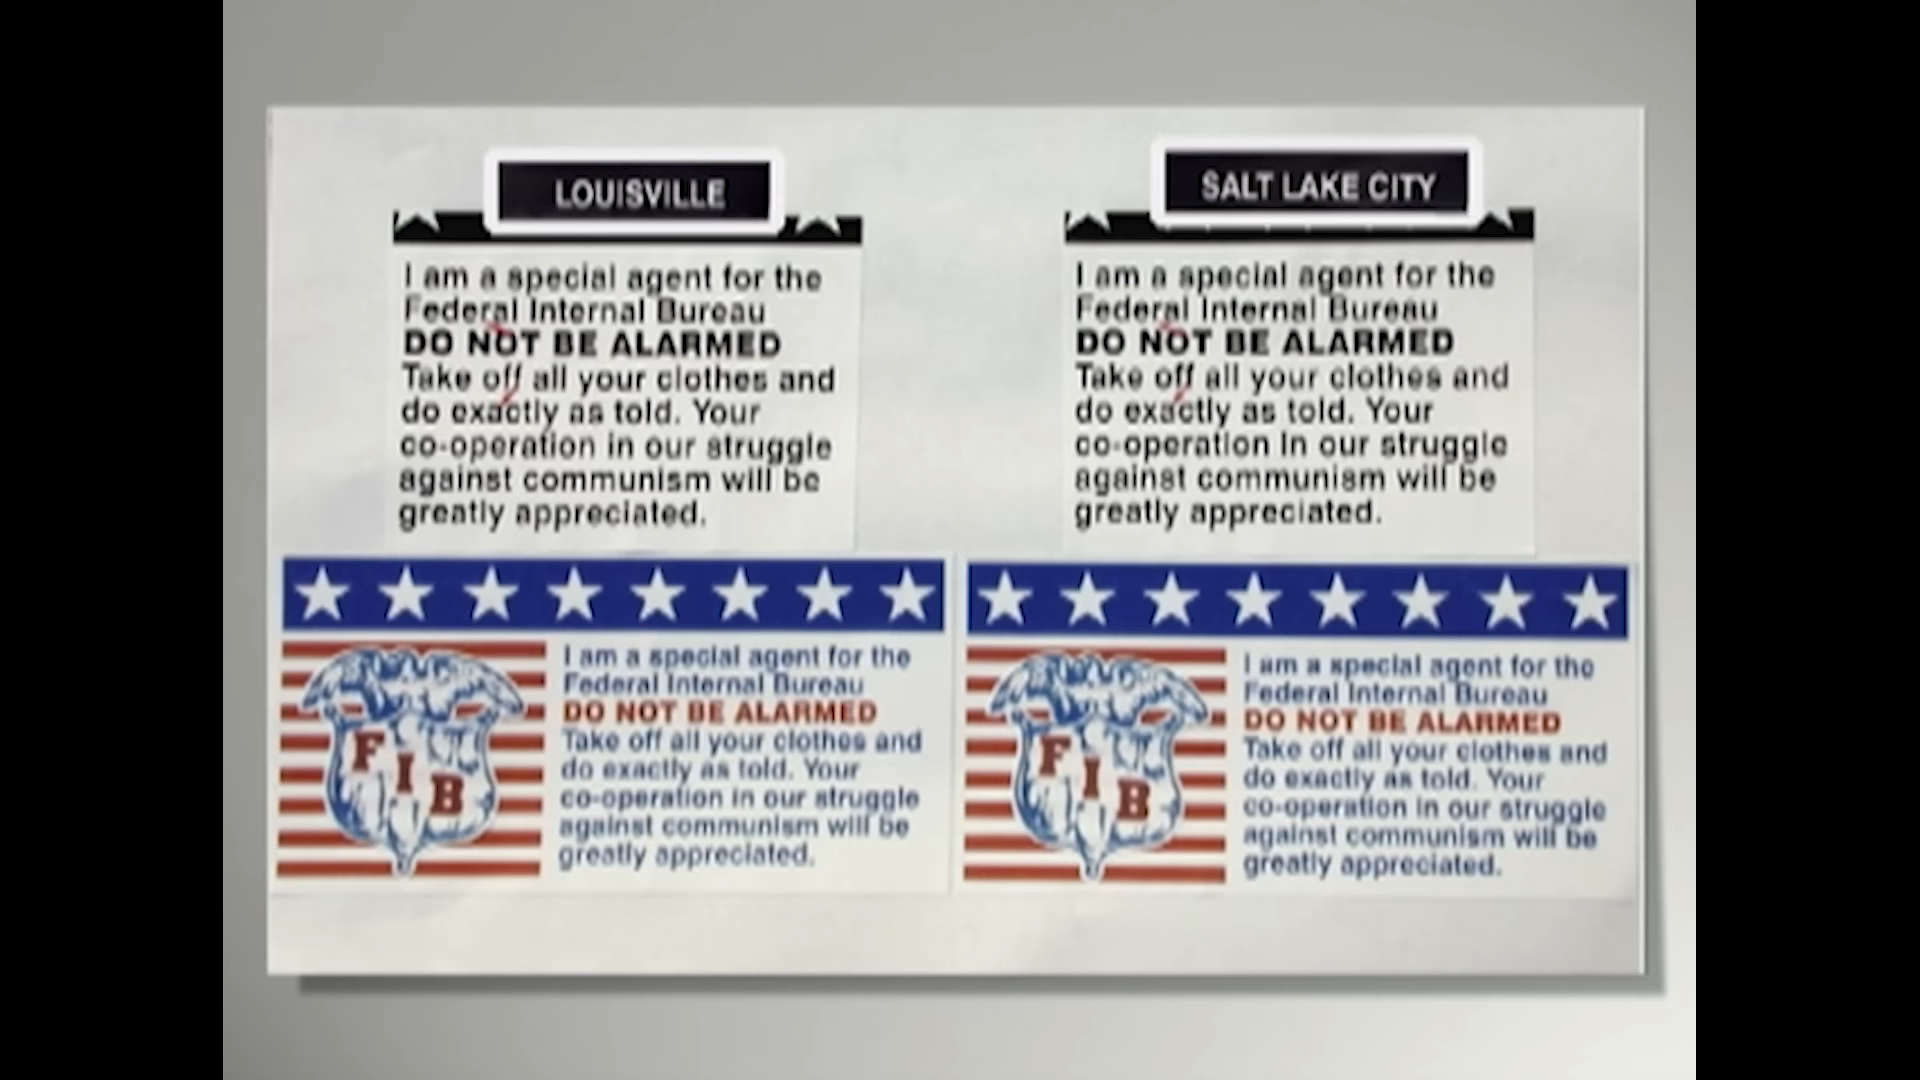 LOUISVILLE
I am a special agent for the
Federal Internal Bureau
DO NOT BE ALARMED
Take off all your clothes and
do exactly as told. Your
co-operation in our struggle
against communism will be
greatly appreciated.
SALT LAKE CITY
I am a special agent for the
Federal Internal Bureau
DO NOT BE ALARMED
Take off all your clothes and
do exactly as told. Your
co-operation in our struggle
against communism will be
greatly appreciated.
F I B
I am a special agent for the
Federal Internal Bureau
DO NOT BE ALARMED
Take off all your clothes and
do exactly as told. Your
co-operation in our struggle
against communism will be
greatly appreciated.
F I B
I am a special agent for the
Federal Internal Bureau
DO NOT BE ALARMED
Take off all your clothes and
do exactly as told. Your
co-operation in our struggle
against communism will be
greatly appreciated.